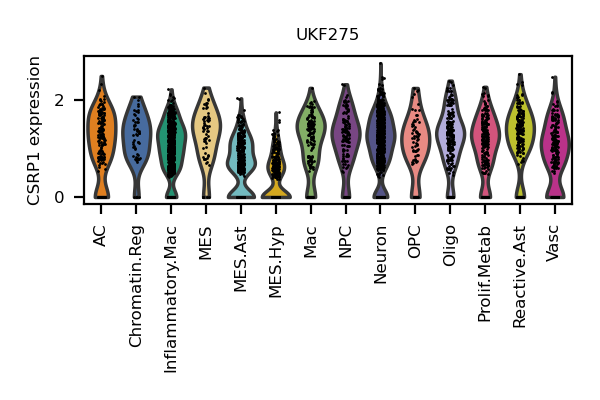 UKF275
CSRP1 expression
2
0
AC
Chromatin.Reg
Inflammatory.Mac
MES
MES.Ast
MES.Hyp
Mac
NPC
Neuron
OPC
Oligo
Prolif.Metab
Reactive.Ast
Vasc